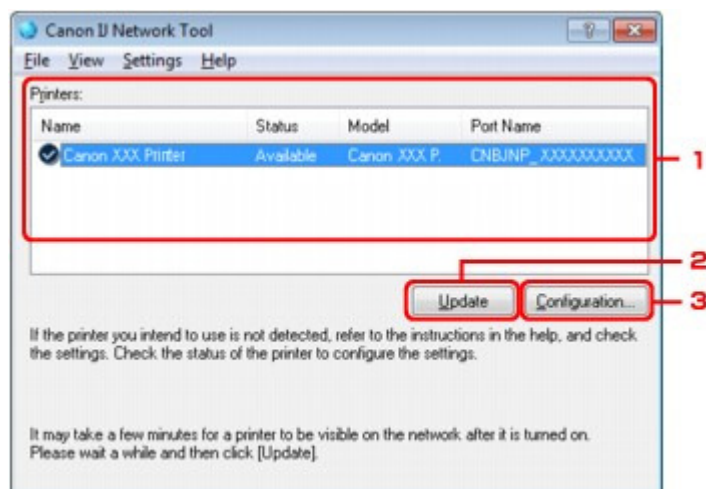 Canon IJ Network Tool
File View Settings Help
Printers:
Name Status Model Port Name
Canon XXX Printer Available Canon XXX P. CNBJNP_XXXXXXXXXX
1
2
Update Configuration... 3
If the printer you intend to use is not detected, refer to the instructions in the help, and check
the settings. Check the status of the printer to configure the settings.
It may take a few minutes for a printer to be visible on the network after it is turned on.
Please wait a while and then click [Update].